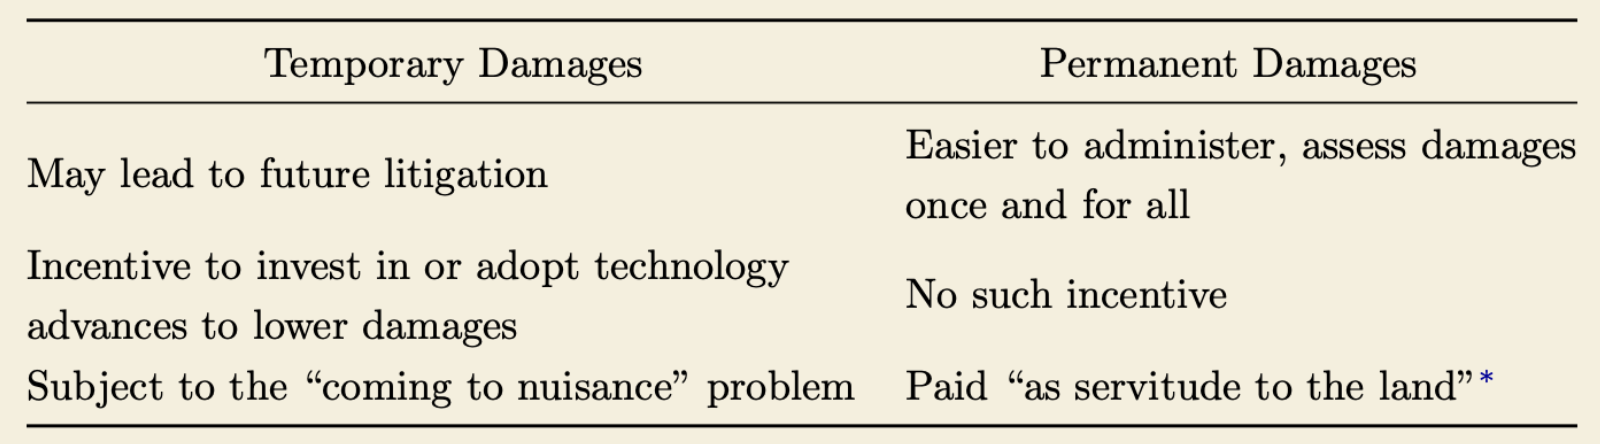 Temporary Damages
Permanent Damages
May lead to future litigation
Easier to administer, assess damages
once and for all
Incentive to invest in or adopt technology
advances to lower damages
No such incentive
Subject to the “coming to nuisance” problem
Paid “as servitude to the land”*